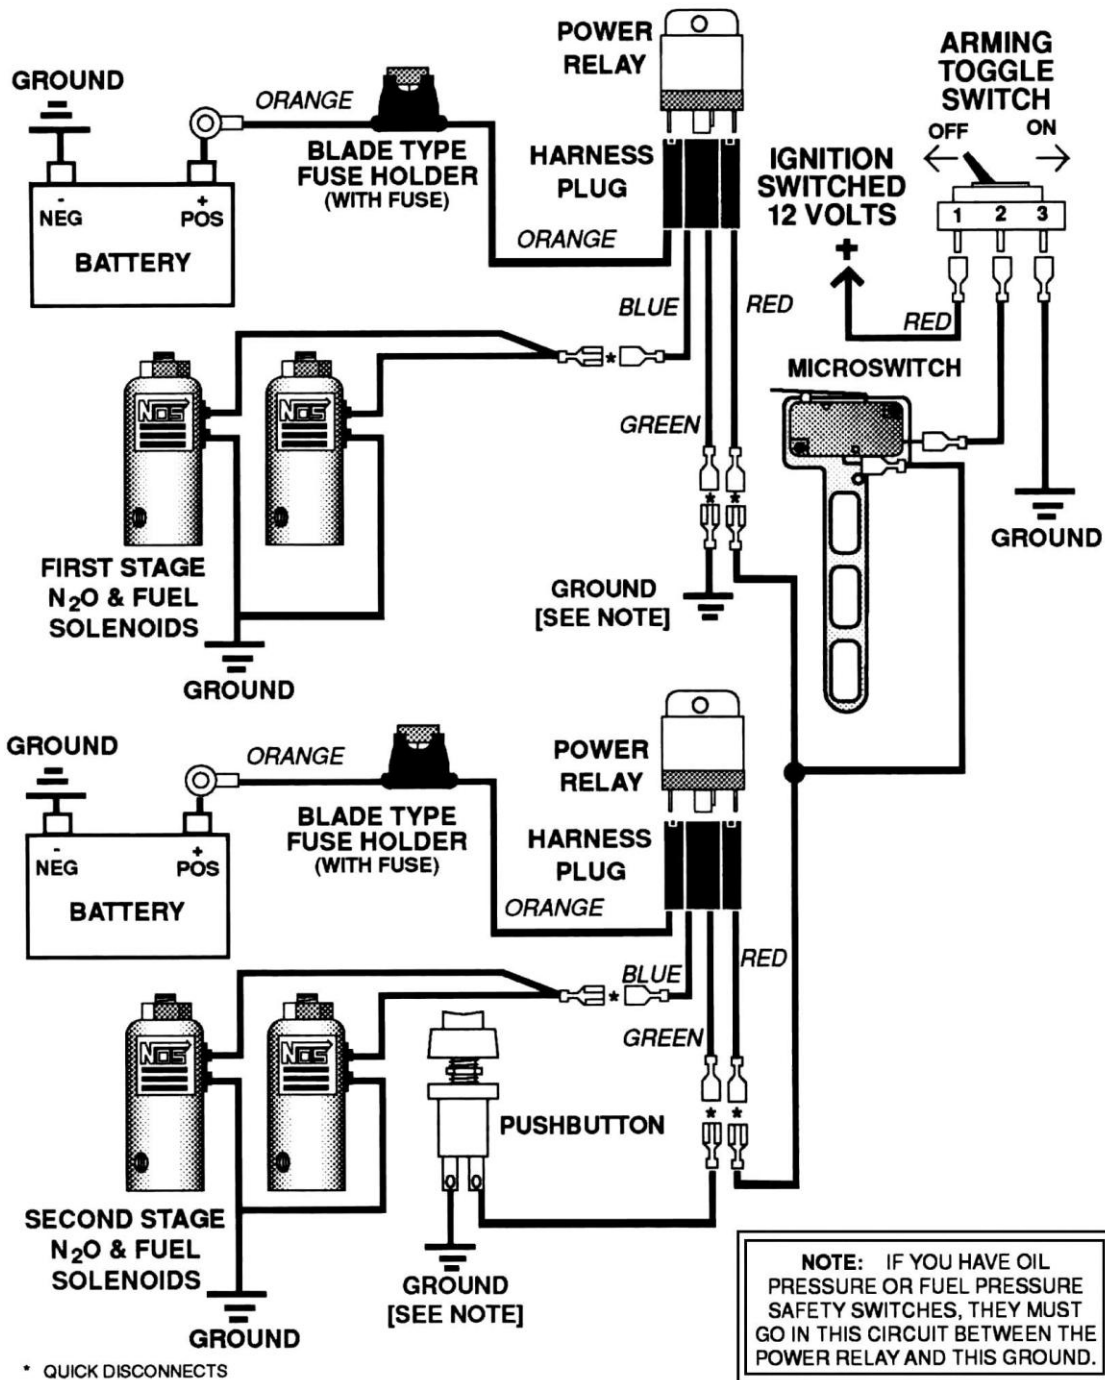 POWER
RELAY
ARMING
TOGGLE
SWITCH
OFF
ON
GROUND
ORANGE
BLADE TYPE
FUSE HOLDER
(WITH FUSE)
HARNESS
PLUG
IGNITION
SWITCHED
12 VOLTS
+
1 2 3
- +
NEG POS
BATTERY
ORANGE
BLUE
RED
RED
MICROSWITCH
*
NOS
NOS
GREEN
* *
GROUND
FIRST STAGE
N₂O & FUEL
SOLENOIDS
GROUND
[SEE NOTE]
GROUND
GROUND
ORANGE
POWER
RELAY
BLADE TYPE
FUSE HOLDER
(WITH FUSE)
HARNESS
PLUG
- +
NEG POS
BATTERY
ORANGE
BLUE
RED
*
NOS
NOS
GREEN
* *
PUSHBUTTON
SECOND STAGE
N₂O & FUEL
SOLENOIDS
GROUND
GROUND
[SEE NOTE]
NOTE: IF YOU HAVE OIL
PRESSURE OR FUEL PRESSURE
SAFETY SWITCHES, THEY MUST
GO IN THIS CIRCUIT BETWEEN THE
POWER RELAY AND THIS GROUND.
* QUICK DISCONNECTS